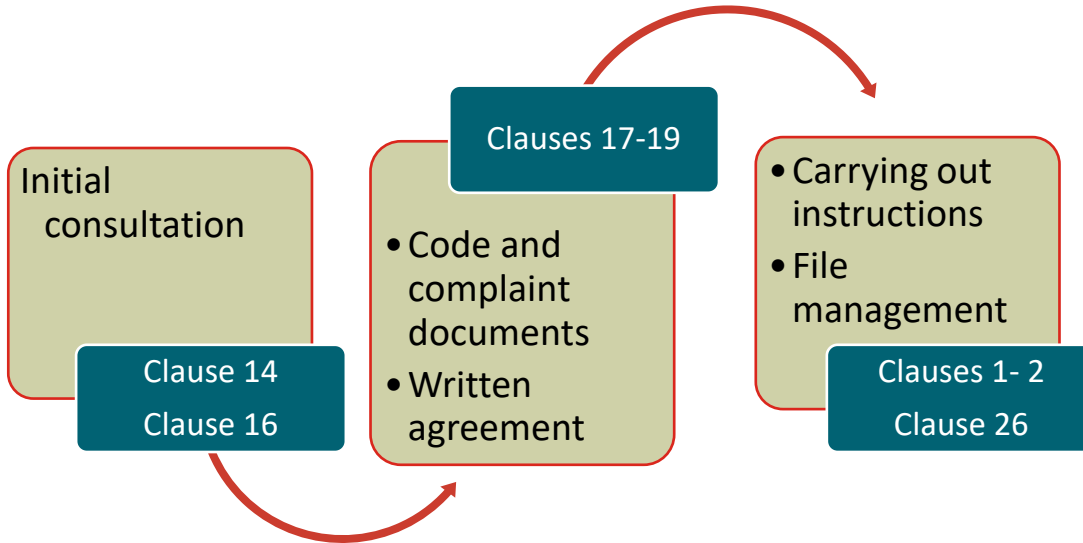 Initial
consultation
Clause 14
Clause 16
Clauses 17-19
• Code and
complaint
documents
• Written
agreement
• Carrying out
instructions
• File
management
Clauses 1- 2
Clause 26